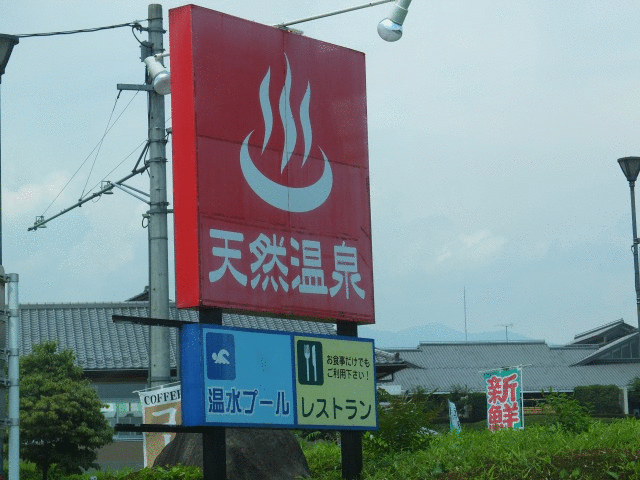 天然温泉
温水プール
お食事だけでも
ご利用下さい!
レストラン
COFFEE
コ
新鮮